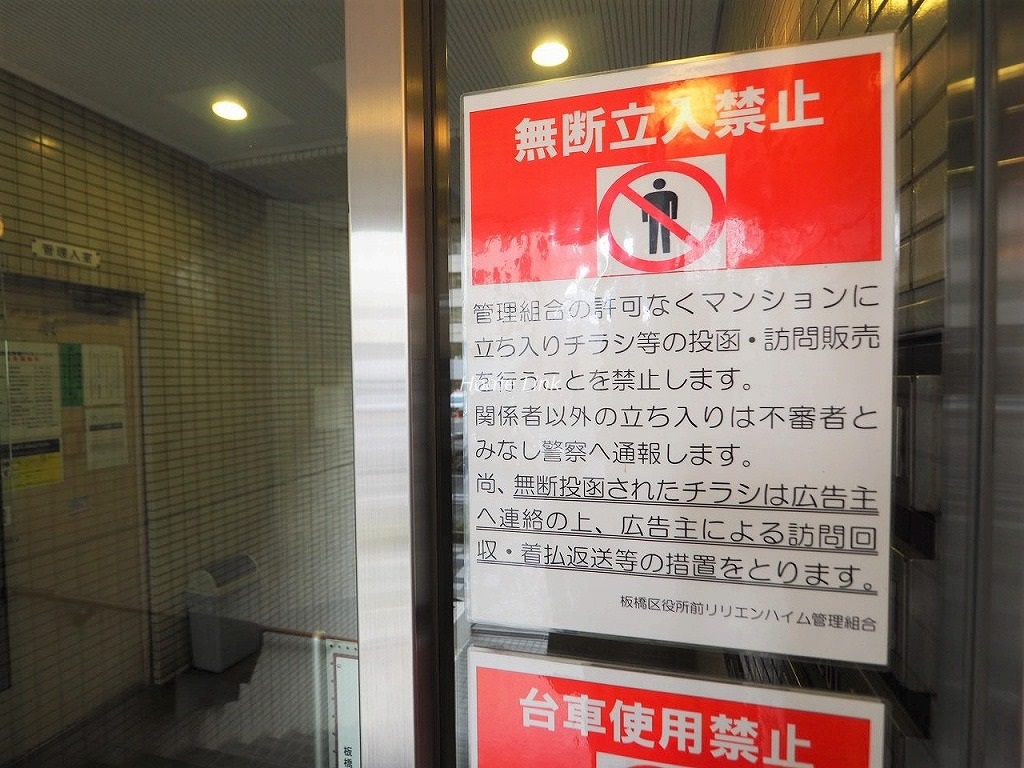 無断立入禁止
管理組合の許可なくマンションに
立ち入りチラシ等の投函・訪問販売
を行うことを禁止します。
関係者以外の立ち入りは不審者と
みなし警察へ通報します。
尚、無断投函されたチラシは広告主
へ連絡の上、広告主による訪問回
収・着払返送等の措置をとります。
板橋区役所前リリエンハイム管理組合
台車使用禁止
管理人室
板橋